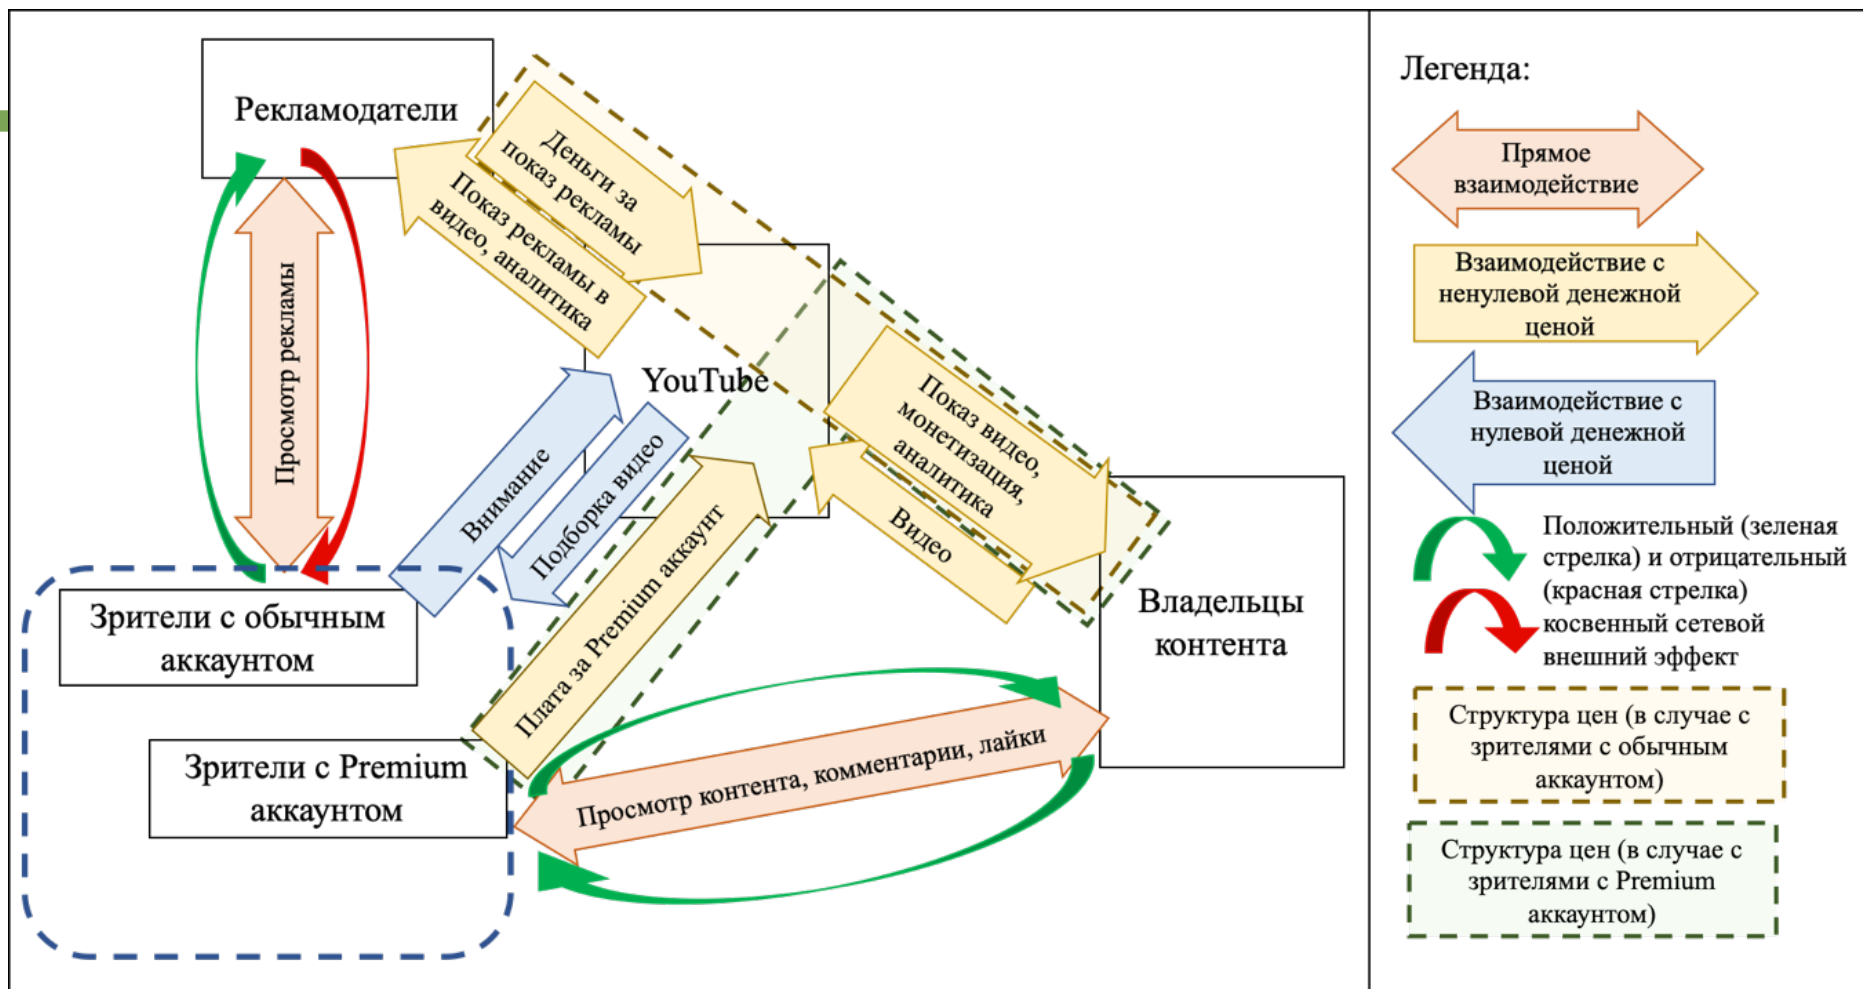 Рекламодатели
Деньги за
показ рекламы
Показ рекламы в
видео, аналитика
Просмотр рекламы
YouTube
Внимание
Подборка видео
Плата за Premium аккаунт
Показ видео,
монетизация,
аналитика
Видео
Зрители с обычным
аккаунтом
Зрители с Premium
аккаунтом
Просмотр контента, комментарии, лайки
Владельцы
контента
Легенда:
Прямое
взаимодействие
Взаимодействие с
ненулевой денежной
ценой
Взаимодействие с
нулевой денежной
ценой
Положительный (зеленая
стрелка) и отрицательный
(красная стрелка)
косвенный сетевой
внешний эффект
Структура цен (в случае с
зрителями с обычным
аккаунтом)
Структура цен (в случае с
зрителями с Premium
аккаунтом)